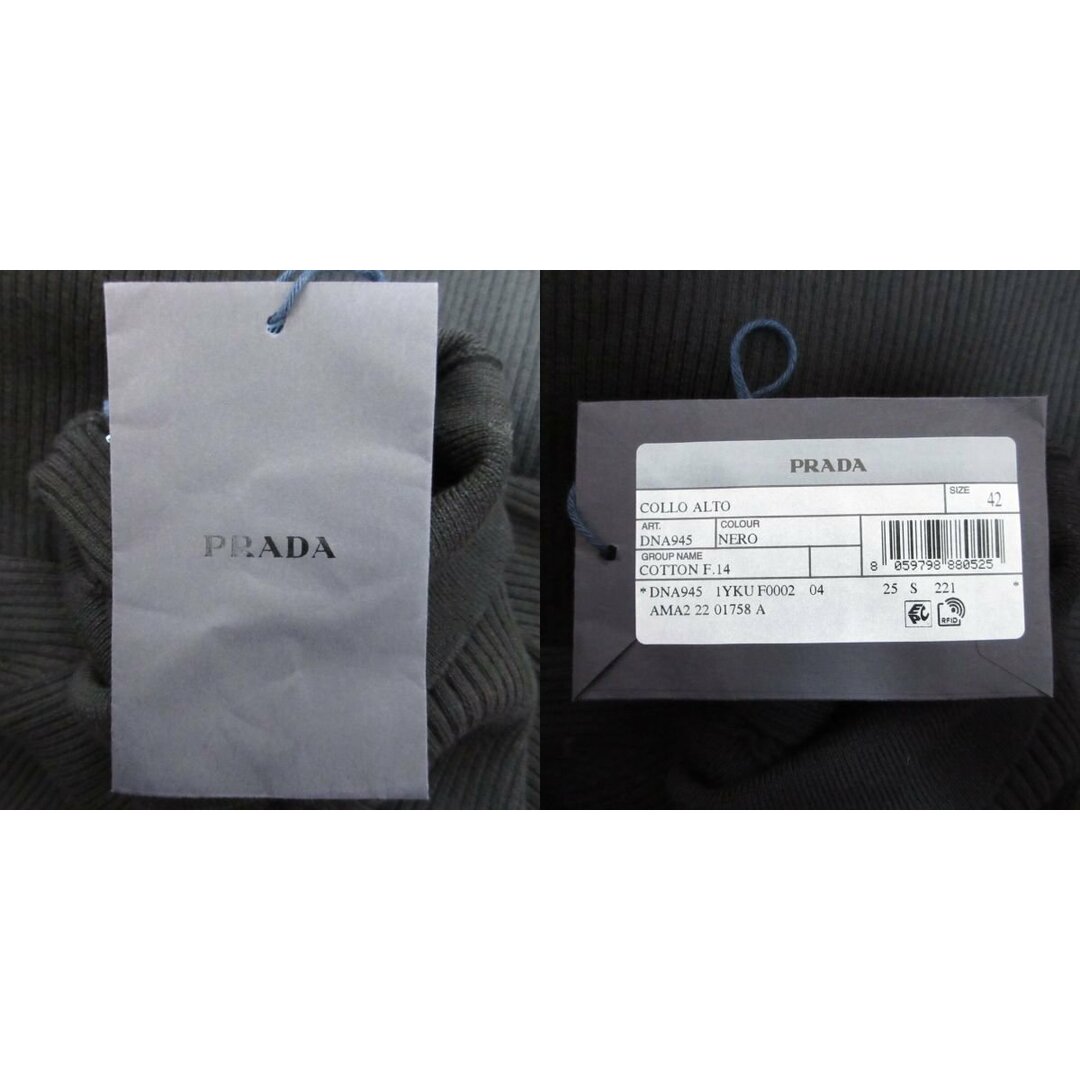 PRADA
PRADA
COLLO ALTO
SIZE 42
ART. DNA945
COLOUR NERO
GROUP NAME
COTTON F.14
8 059798 880525
* DNA945 1YKU F0002 04 25 S 221 *
AMA2 22 01758 A
EPC RFID